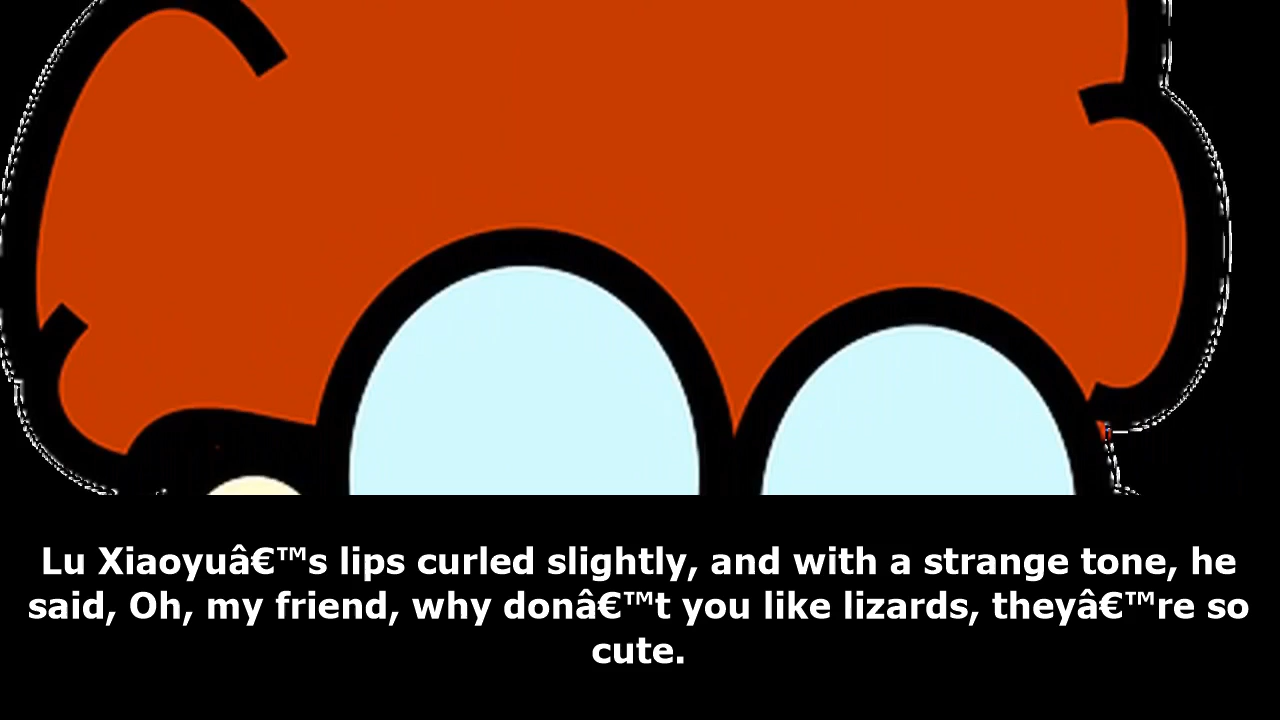 Lu Xiaoyuâ€™s lips curled slightly, and with a strange tone, he
said, Oh, my friend, why donâ€™t you like lizards, theyâ€™re so
cute.